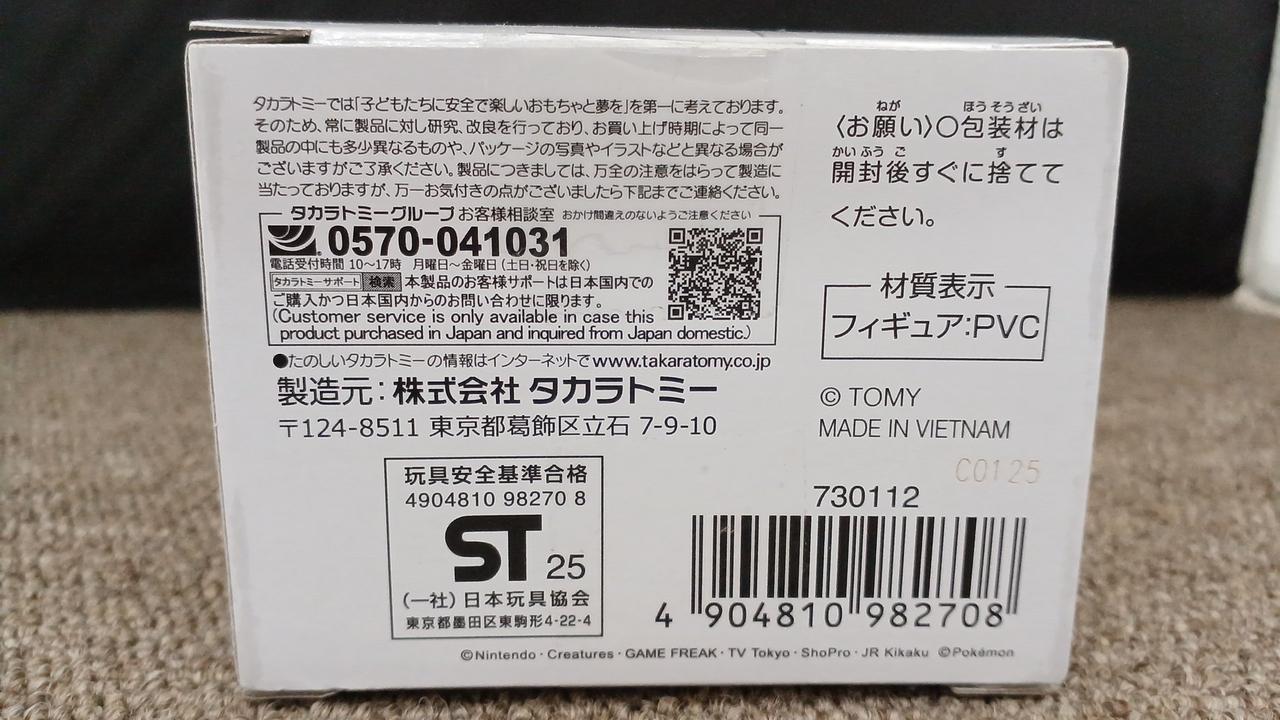 タカラトミーでは「子どもたちに安全で楽しいおもちゃと夢を」を第一に考えております。
そのため、常に製品に対し研究、改良を行っており、お買い上げ時期によって同一
製品の中にも多少異なるものや、パッケージの写真やイラストなどと異なる場合が
ございますがご了承ください。製品につきましては、万全の注意をはらって製造に
当たっておりますが、万一お気付きの点がございましたら下記までご連絡ください。
タカラトミーグループ お客様相談室 おかけ間違えのないようご注意ください
0570-041031
電話受付時間 10〜17時 月曜日〜金曜日(土日・祝日を除く)
タカラトミーサポート 検索 本製品のお客様サポートは日本国内での
ご購入かつ日本国内からのお問い合わせに限ります。
(Customer service is only available in case this
product purchased in Japan and inquired from Japan domestic.)
●たのしいタカラトミーの情報はインターネットで www.takaratomy.co.jp
製造元:株式会社 タカラトミー
〒124-8511 東京都葛飾区立石 7-9-10
玩具安全基準合格
4904810 98270 8
ST 25
(一社)日本玩具協会
東京都墨田区東駒形4-22-4
ねが ほうそうざい
〈お願い〉○包装材は
かいふう ご す
開封後すぐに捨てて
ください。
材質表示
フィギュア:PVC
© TOMY
MADE IN VIETNAM
C0125
730112
4 904810 982708
©Nintendo・Creatures・GAME FREAK・TV Tokyo・ShoPro・JR Kikaku ©Pokémon